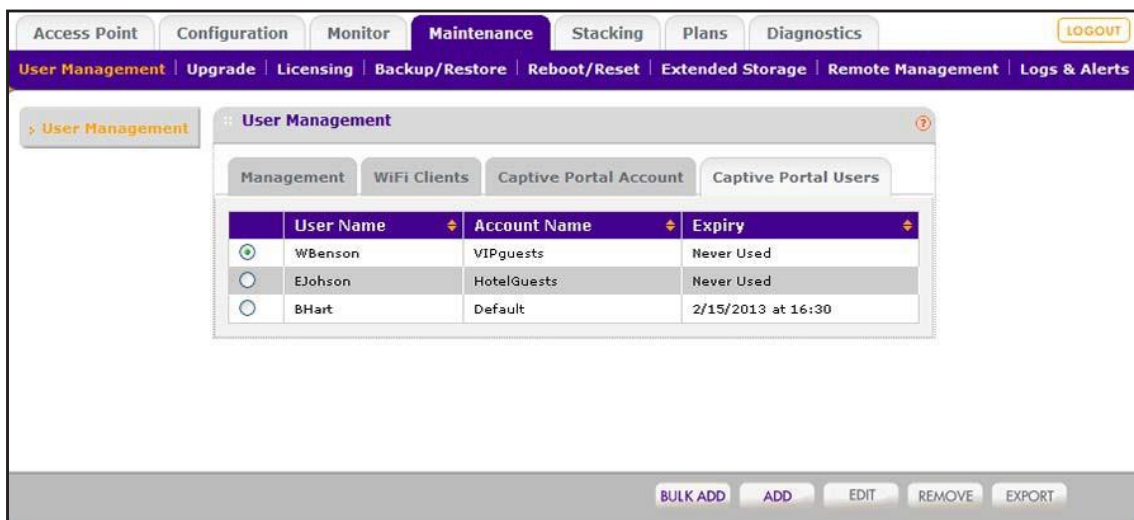 Access Point Configuration Monitor Maintenance Stacking Plans Diagnostics LOGOUT
User Management | Upgrade | Licensing | Backup/Restore | Reboot/Reset | Extended Storage | Remote Management | Logs & Alerts
User Management
User Management ?
Management WiFi Clients Captive Portal Account Captive Portal Users
User Name Account Name Expiry
WBenson VIPguests Never Used
EJohson HotelGuests Never Used
BHart Default 2/15/2013 at 16:30
BULK ADD ADD EDIT REMOVE EXPORT